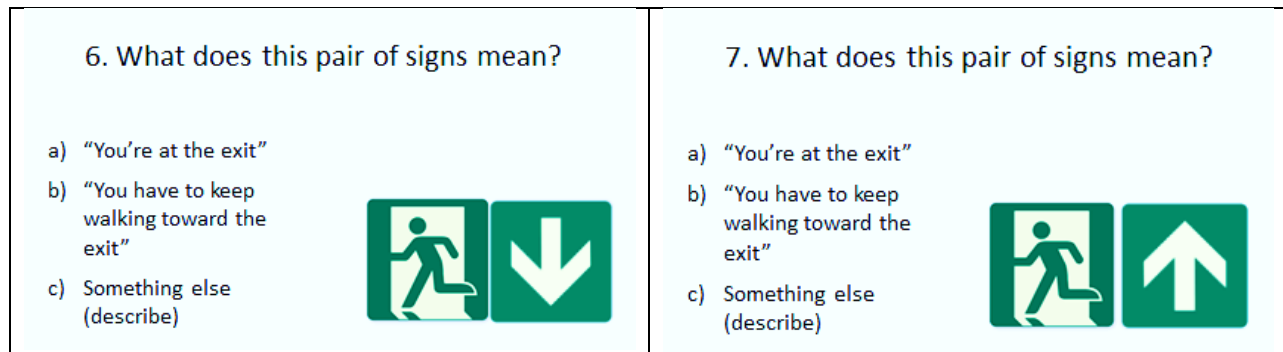 6. What does this pair of signs mean?
a) “You’re at the exit”
b) “You have to keep
walking toward the
exit”
c) Something else
(describe)
7. What does this pair of signs mean?
a) “You’re at the exit”
b) “You have to keep
walking toward the
exit”
c) Something else
(describe)